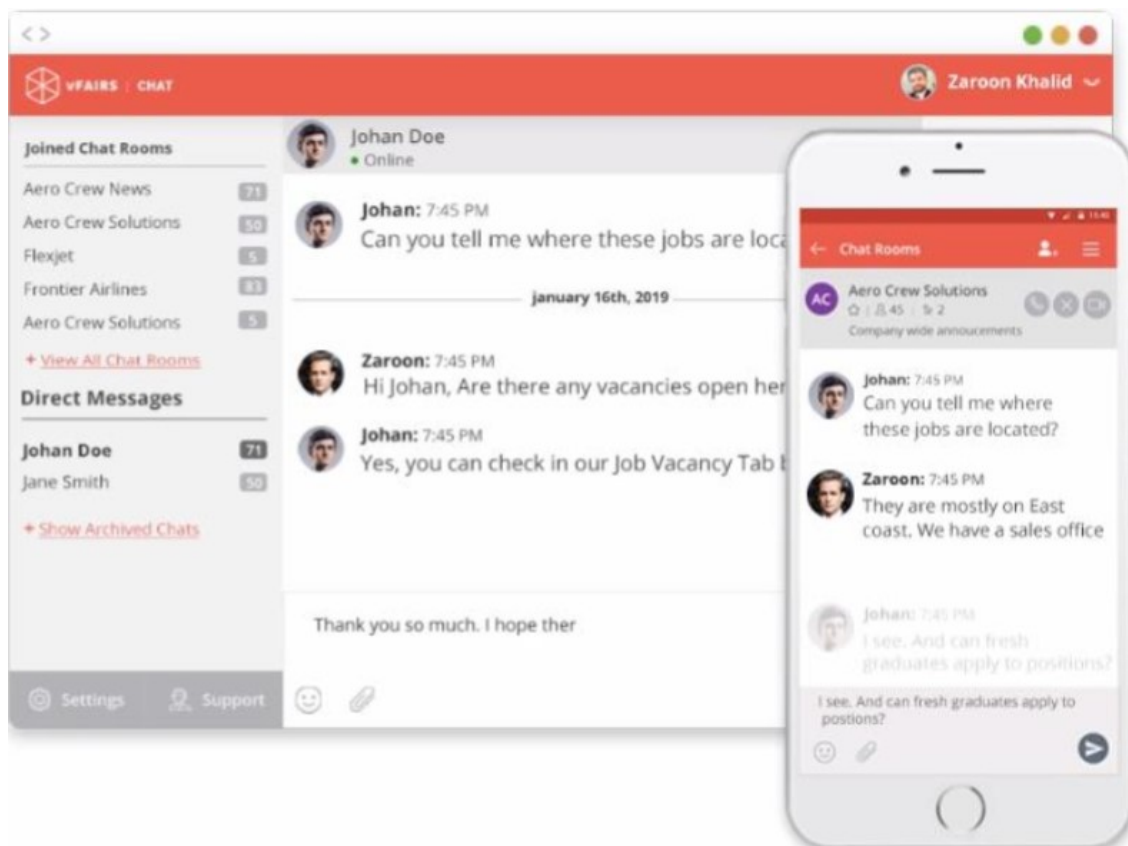 vFAIRS | CHAT
Zaroon Khalid
Joined Chat Rooms
Aero Crew News 71
Aero Crew Solutions 50
Flexjet 5
Frontier Airlines 83
Aero Crew Solutions 5
+ View All Chat Rooms
Direct Messages
Johan Doe 71
Jane Smith 50
+ Show Archived Chats
Settings
Support
Johan Doe
Online
Johan: 7:45 PM
Can you tell me where these jobs are loca
january 16th, 2019
Zaroon: 7:45 PM
Hi Johan, Are there any vacancies open her
Johan: 7:45 PM
Yes, you can check in our Job Vacancy Tab
Thank you so much. I hope ther
Chat Rooms
AC
Aero Crew Solutions
45 | 2
Company wide annoucements
Johan: 7:45 PM
Can you tell me where
these jobs are located?
Zaroon: 7:45 PM
They are mostly on East
coast. We have a sales office
Johan: 7:45 PM
I see. And can fresh
graduates apply to positions?
I see. And can fresh graduates apply to
postions?